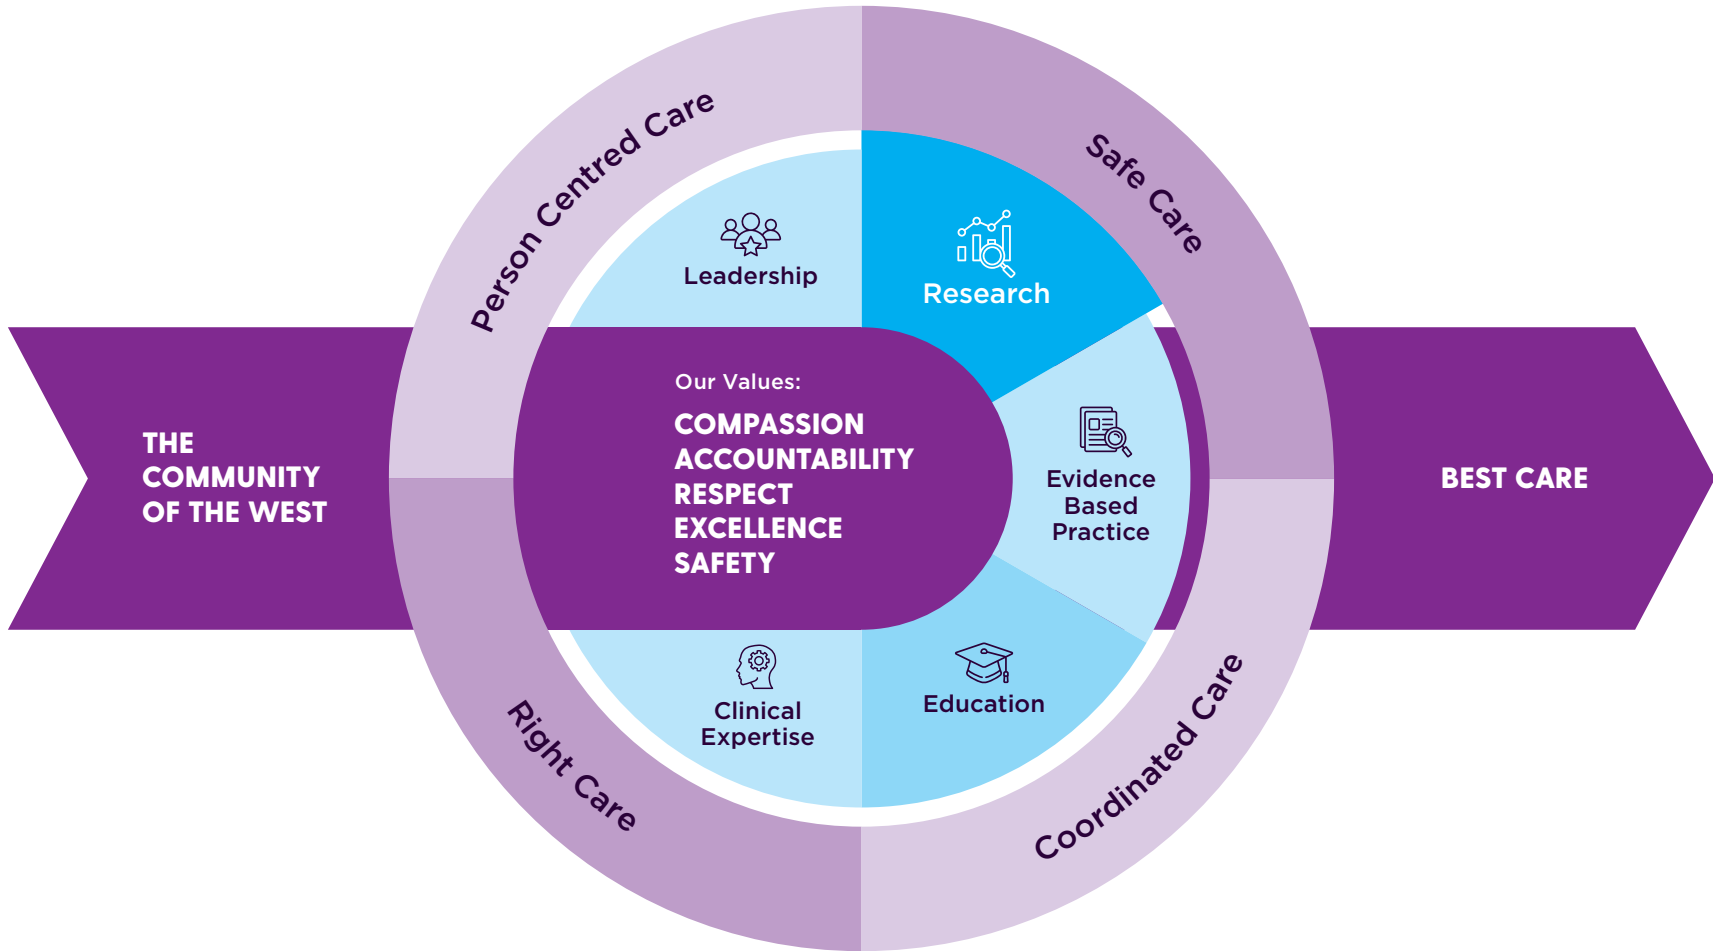 Person Centred Care
Safe Care
Leadership
Research
THE
COMMUNITY
OF THE WEST
Our Values:
COMPASSION
ACCOUNTABILITY
RESPECT
EXCELLENCE
SAFETY
Evidence
Based
Practice
BEST CARE
Clinical
Expertise
Education
Right Care
Coordinated Care